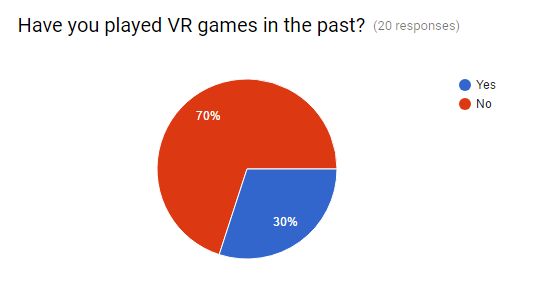 Have you played VR games in the past? (20 responses)
Yes
No
70%
30%